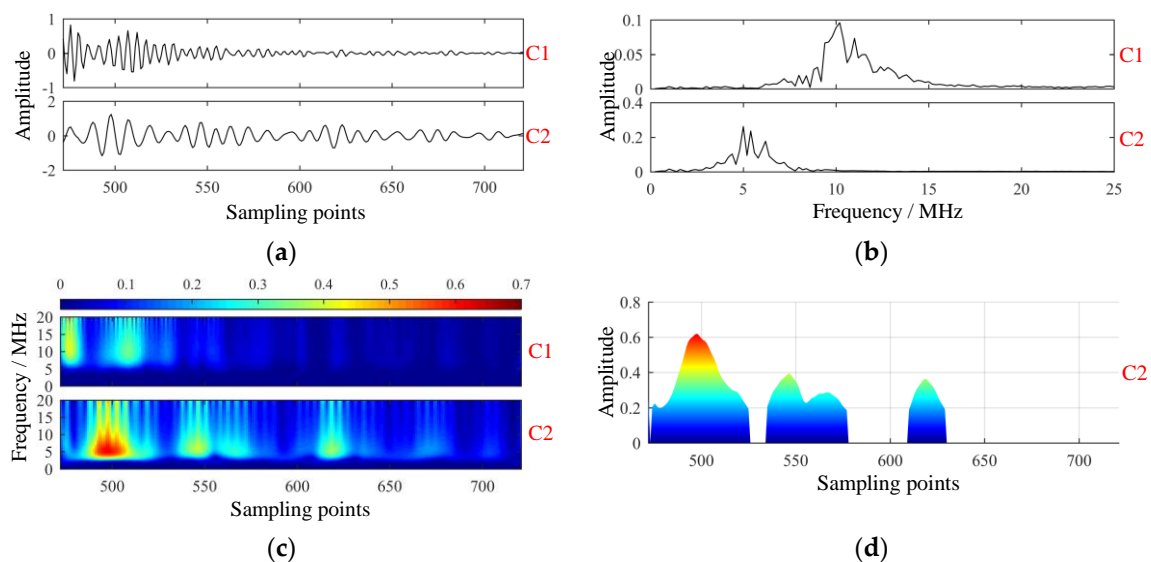 1
0
-1
C1
2
0
-2
C2
Amplitude
500 550 600 650 700
Sampling points
(a)
0.1
0.05
0
C1
0.4
0.2
0
C2
Amplitude
0 5 10 15 20 25
Frequency / MHz
(b)
0 0.1 0.2 0.3 0.4 0.5 0.6 0.7
20
15
10
5
0
C1
20
15
10
5
0
C2
Frequency / MHz
500 550 600 650 700
Sampling points
(c)
0.8
0.6
0.4
0.2
0
C2
Amplitude
500 550 600 650 700
Sampling points
(d)